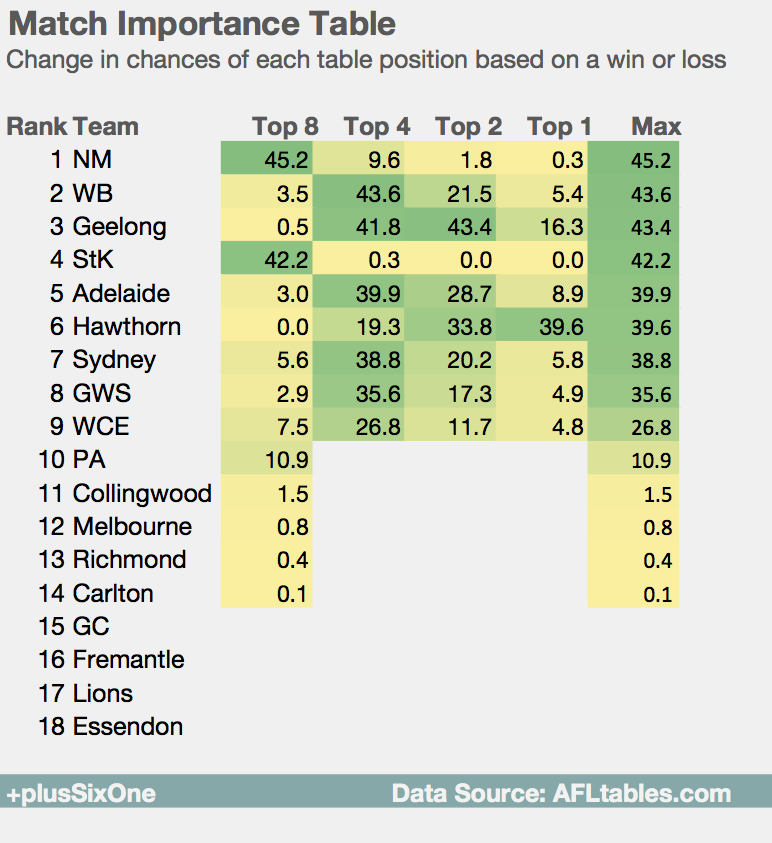 Match Importance Table
Change in chances of each table position based on a win or loss
Rank Team Top 8 Top 4 Top 2 Top 1 Max
1 NM 45.2 9.6 1.8 0.3 45.2
2 WB 3.5 43.6 21.5 5.4 43.6
3 Geelong 0.5 41.8 43.4 16.3 43.4
4 StK 42.2 0.3 0.0 0.0 42.2
5 Adelaide 3.0 39.9 28.7 8.9 39.9
6 Hawthorn 0.0 19.3 33.8 39.6 39.6
7 Sydney 5.6 38.8 20.2 5.8 38.8
8 GWS 2.9 35.6 17.3 4.9 35.6
9 WCE 7.5 26.8 11.7 4.8 26.8
10 PA 10.9 10.9
11 Collingwood 1.5 1.5
12 Melbourne 0.8 0.8
13 Richmond 0.4 0.4
14 Carlton 0.1 0.1
15 GC
16 Fremantle
17 Lions
18 Essendon
+plusSixOne Data Source: AFLtables.com